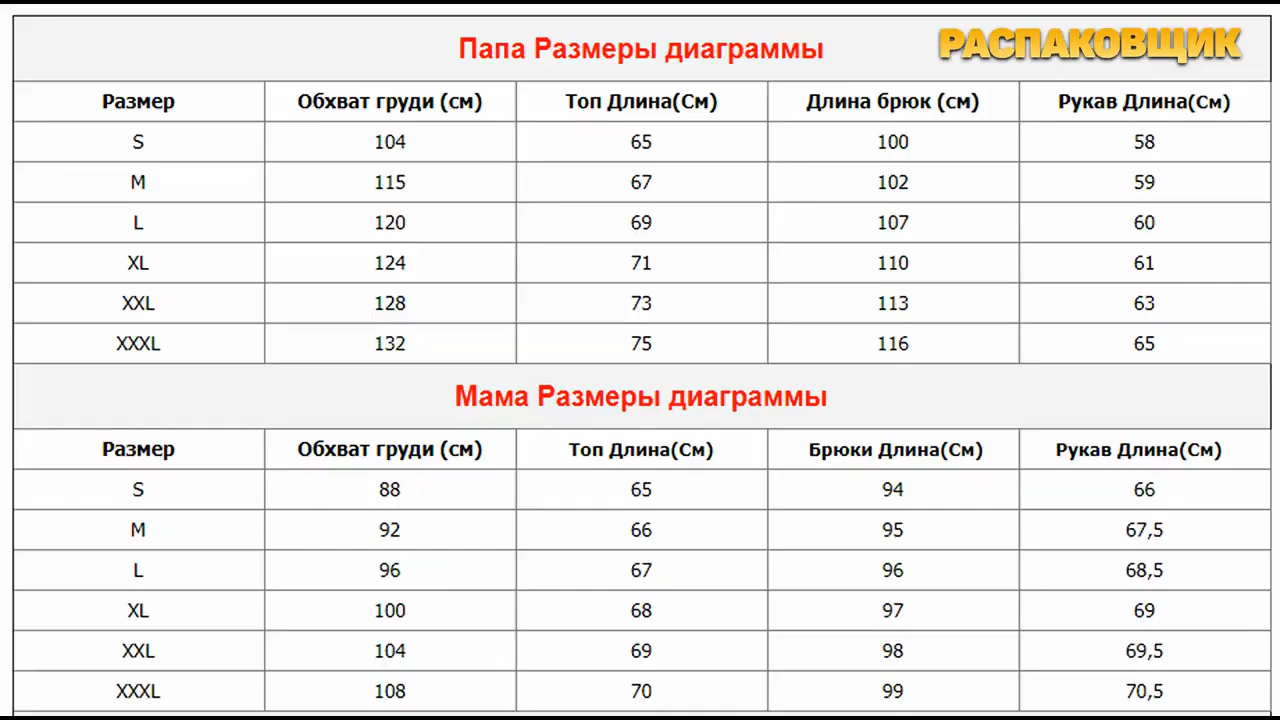 Папа Размеры диаграммы
РАСПАКОВЩИК
Размер Обхват груди (см) Топ Длина(См) Длина брюк (см) Рукав Длина(См)
S 104 65 100 58
M 115 67 102 59
L 120 69 107 60
XL 124 71 110 61
XXL 128 73 113 63
XXXL 132 75 116 65
Мама Размеры диаграммы
Размер Обхват груди (см) Топ Длина(См) Брюки Длина(См) Рукав Длина(См)
S 88 65 94 66
M 92 66 95 67,5
L 96 67 96 68,5
XL 100 68 97 69
XXL 104 69 98 69,5
XXXL 108 70 99 70,5